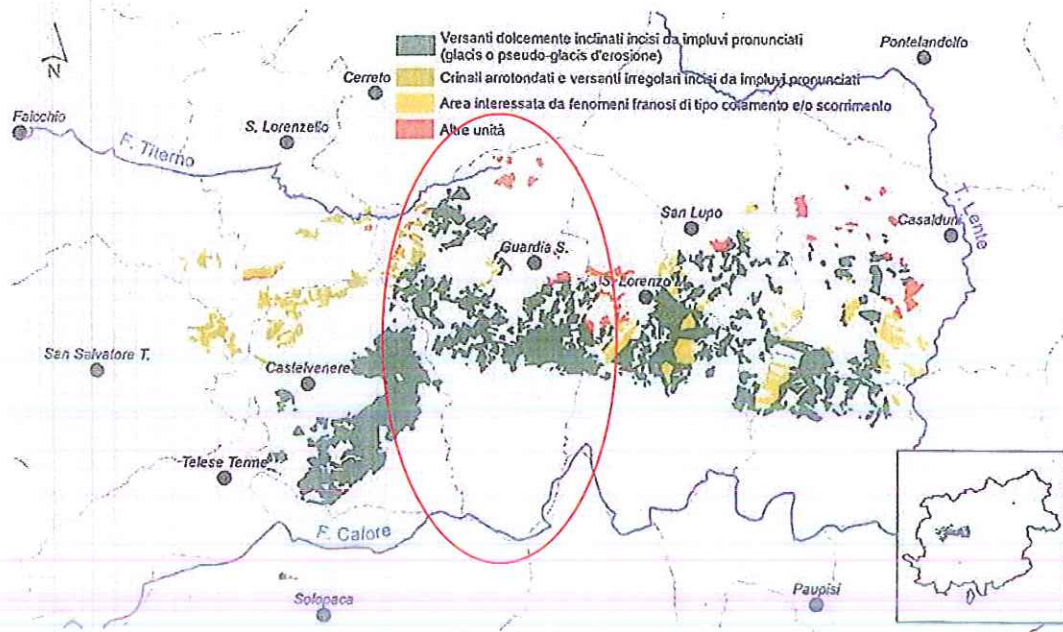 Versanti dolcemente inclinati incisi da impluvi pronunciati
(glacis o pseudo-glacis d'erosione)
Pontelandolfo
N
Cerreto
Crinali arrotondati e versanti irregolari incisi da impluvi pronunciati
Area interessata da fenomeni franosi di tipo colamento e/o scorrimento
Faicchio
S. Lorenzello
Altre unità
F. Titerno
San Lupo
Casalduni
T. Lente
Guardia S.
S. Lorenzo M.
San Salvatore T.
Castelvenere
Telese Terme
F. Calore
Solopaca
Paupisi